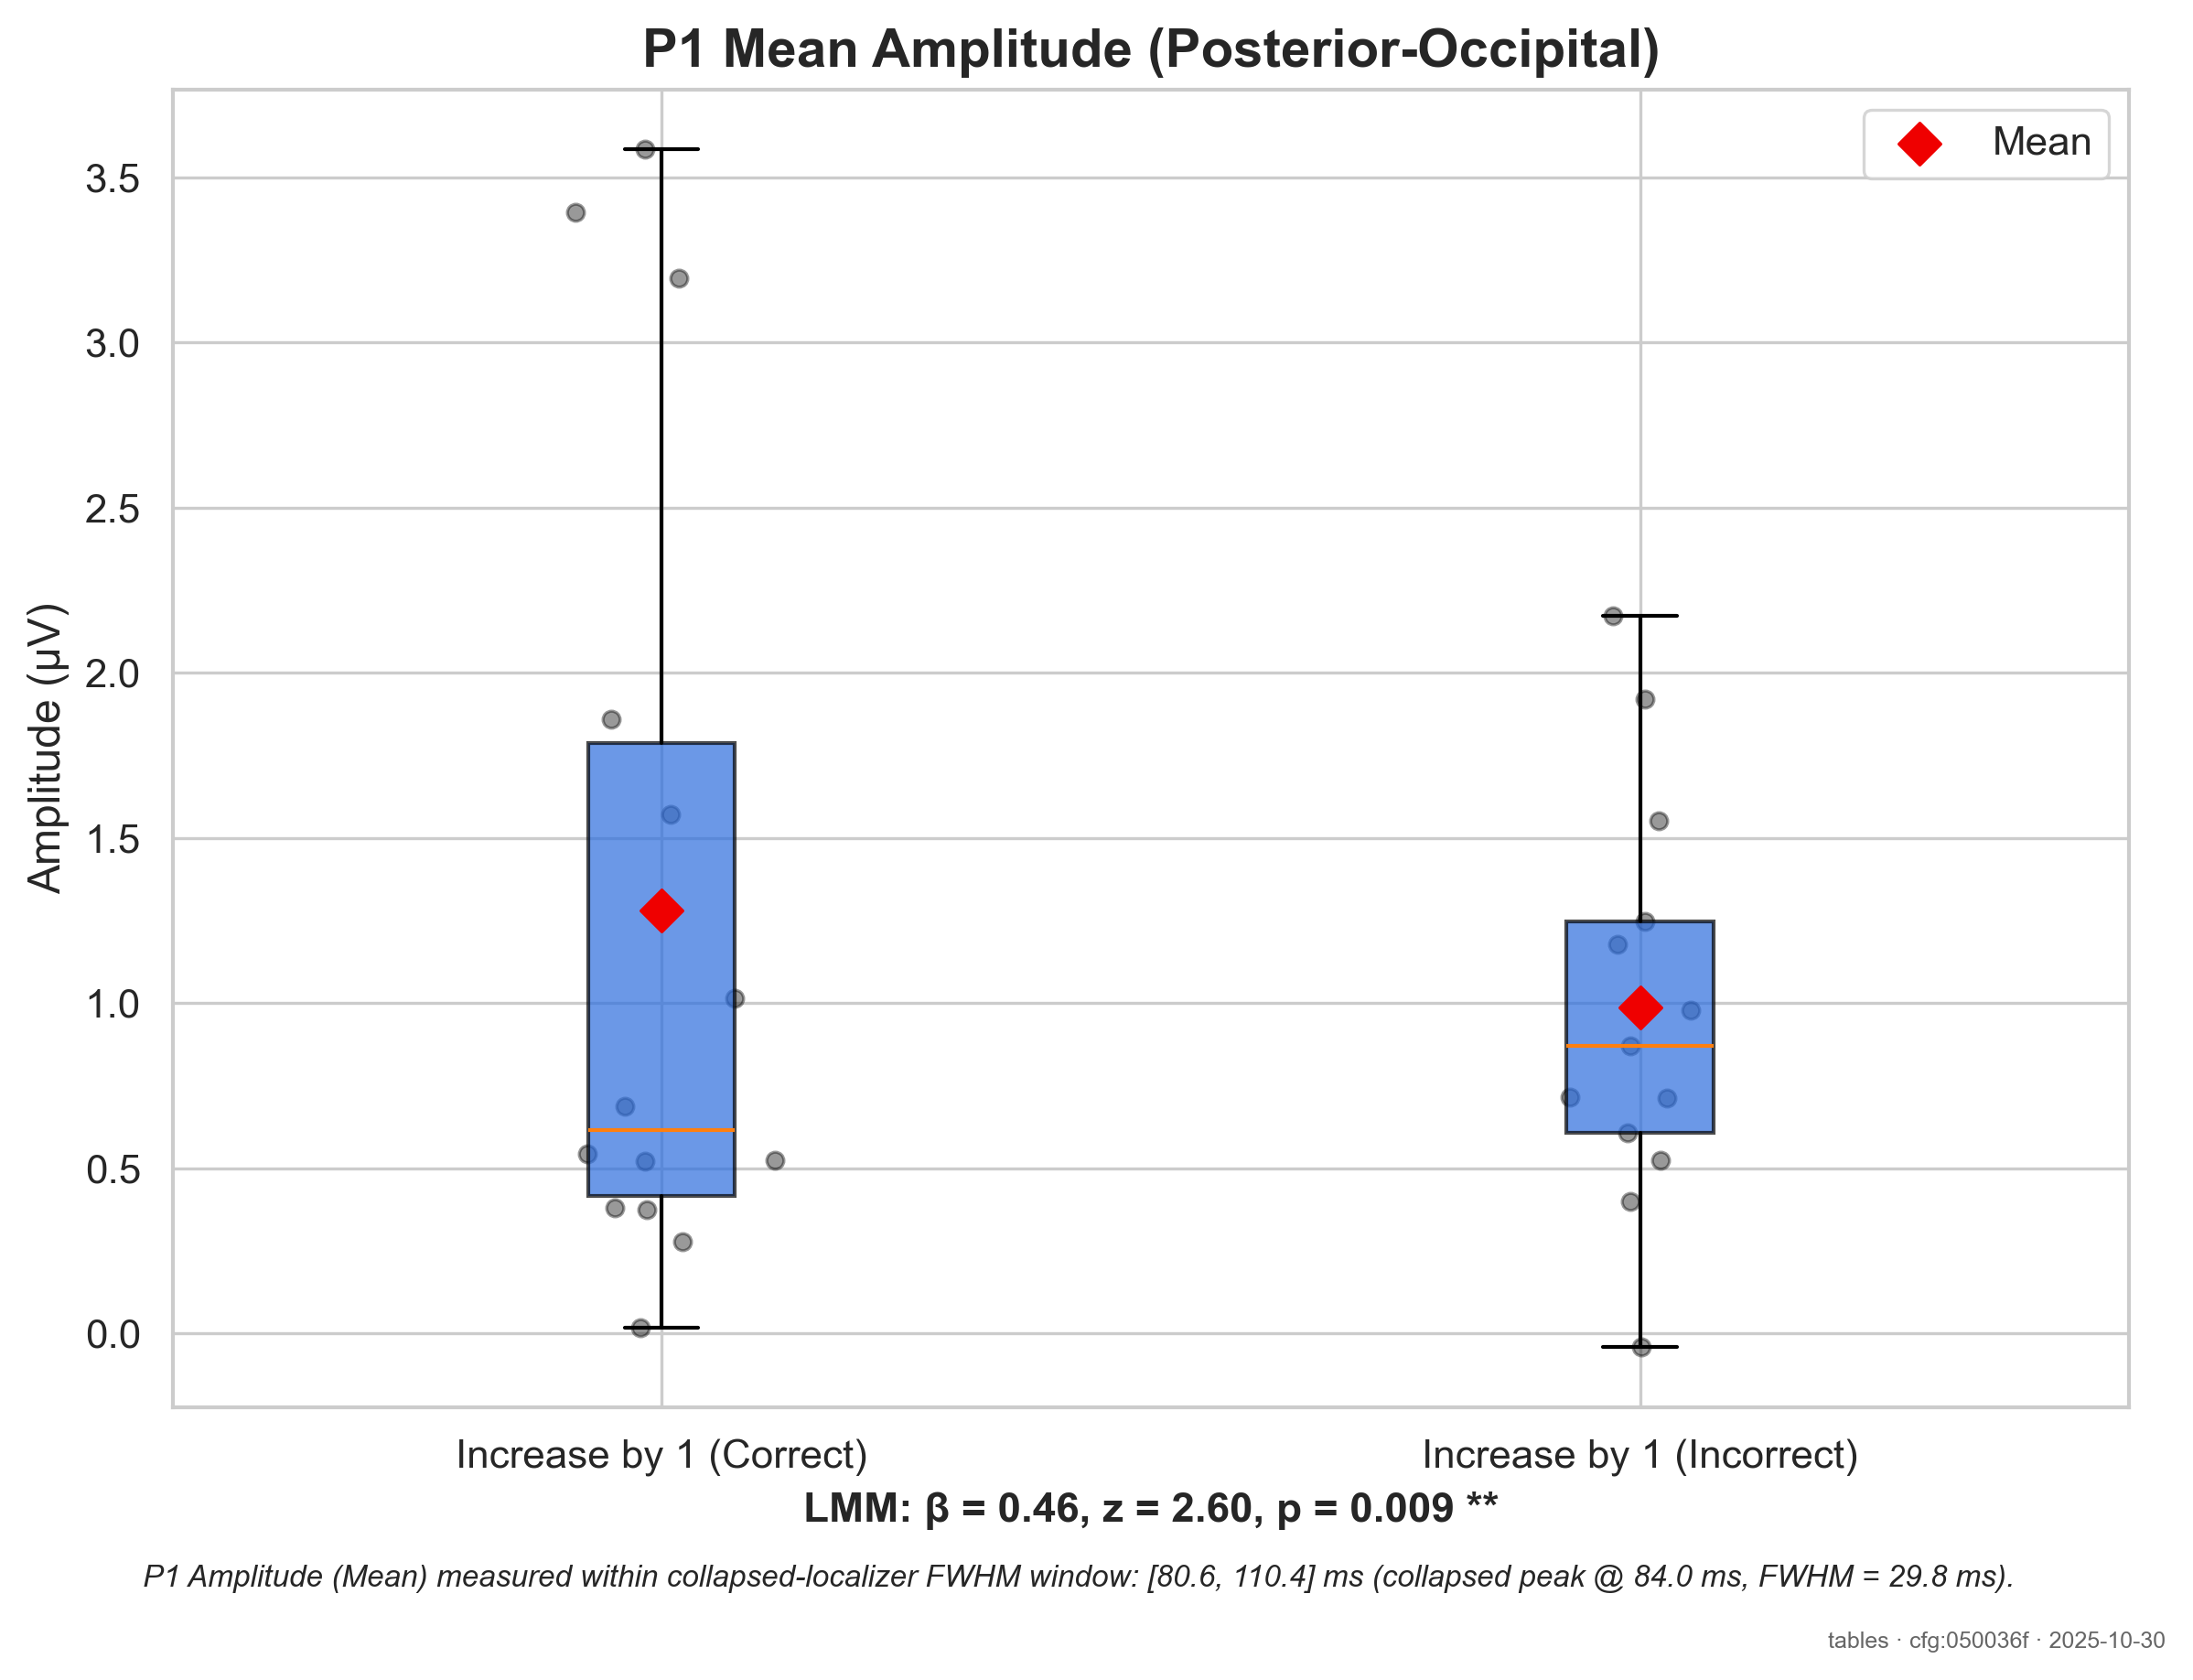 P1 Mean Amplitude (Posterior-Occipital)
Mean
Amplitude (µV)
3.5
3.0
2.5
2.0
1.5
1.0
0.5
0.0
Increase by 1 (Correct)
Increase by 1 (Incorrect)
LMM: β = 0.46, z = 2.60, p = 0.009 **
P1 Amplitude (Mean) measured within collapsed-localizer FWHM window: [80.6, 110.4] ms (collapsed peak @ 84.0 ms, FWHM = 29.8 ms).
tables · cfg:050036f · 2025-10-30